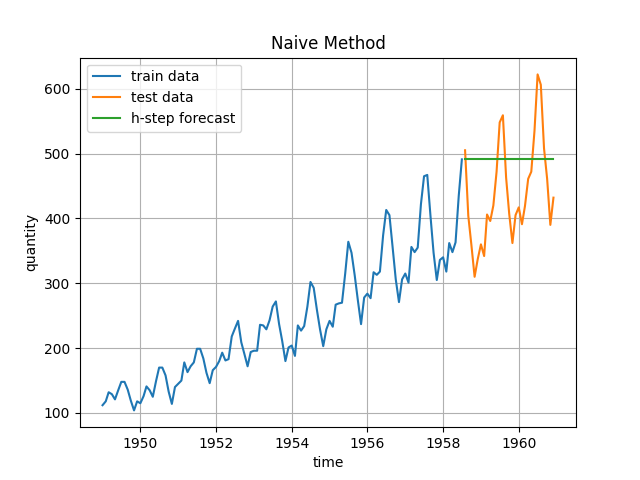 Naive Method
train data
test data
h-step forecast
600
500
400
300
200
100
quantity
1950 1952 1954 1956 1958 1960
time